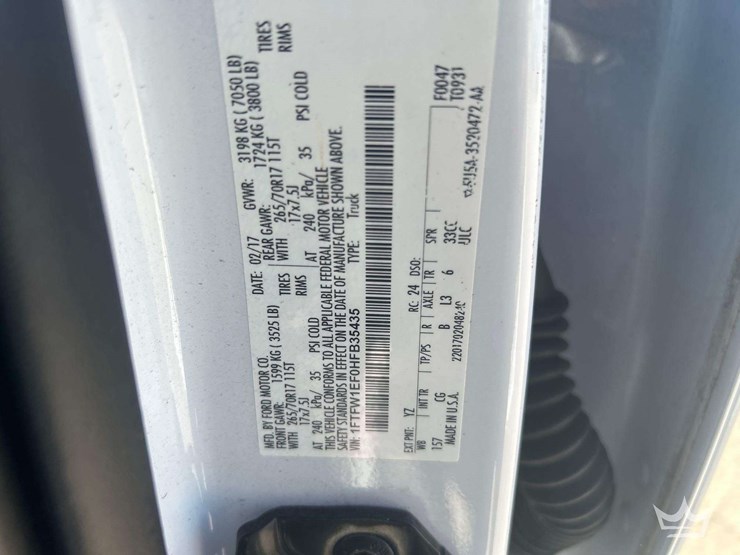 MFD. BY FORD MOTOR CO.
DATE: 02/17 GVWR: 3198 KG ( 7050 LB)
FRONT GAWR: 1599 KG ( 3525 LB) REAR GAWR: 1724 KG ( 3800 LB)
WITH 265/70R17 115T TIRES WITH 265/70R17 115T TIRES
17x7.5J RIMS 17x7.5J RIMS
AT 240 kPa/ 35 PSI COLD AT 240 kPa/ 35 PSI COLD
THIS VEHICLE CONFORMS TO ALL APPLICABLE FEDERAL MOTOR VEHICLE
SAFETY STANDARDS IN EFFECT ON THE DATE OF MANUFACTURE SHOWN ABOVE.
VIN: 1FTFW1EF0HFB35435 TYPE: Truck
F0047
T0931
EXT PNT: YZ RC: 24 DSO:
WB INT TR TP/PS R AXLE TR SPR
157 CG B L3 6 33CC
MADE IN U.S.A.